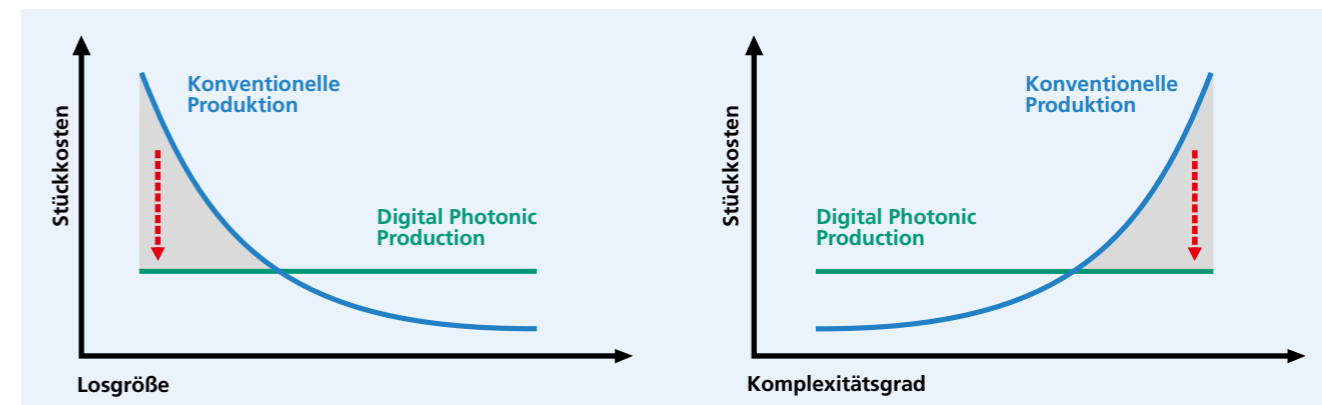 Stückkosten
Konventionelle
Produktion
Digital Photonic
Production
Losgröße
Stückkosten
Konventionelle
Produktion
Digital Photonic
Production
Komplexitätsgrad